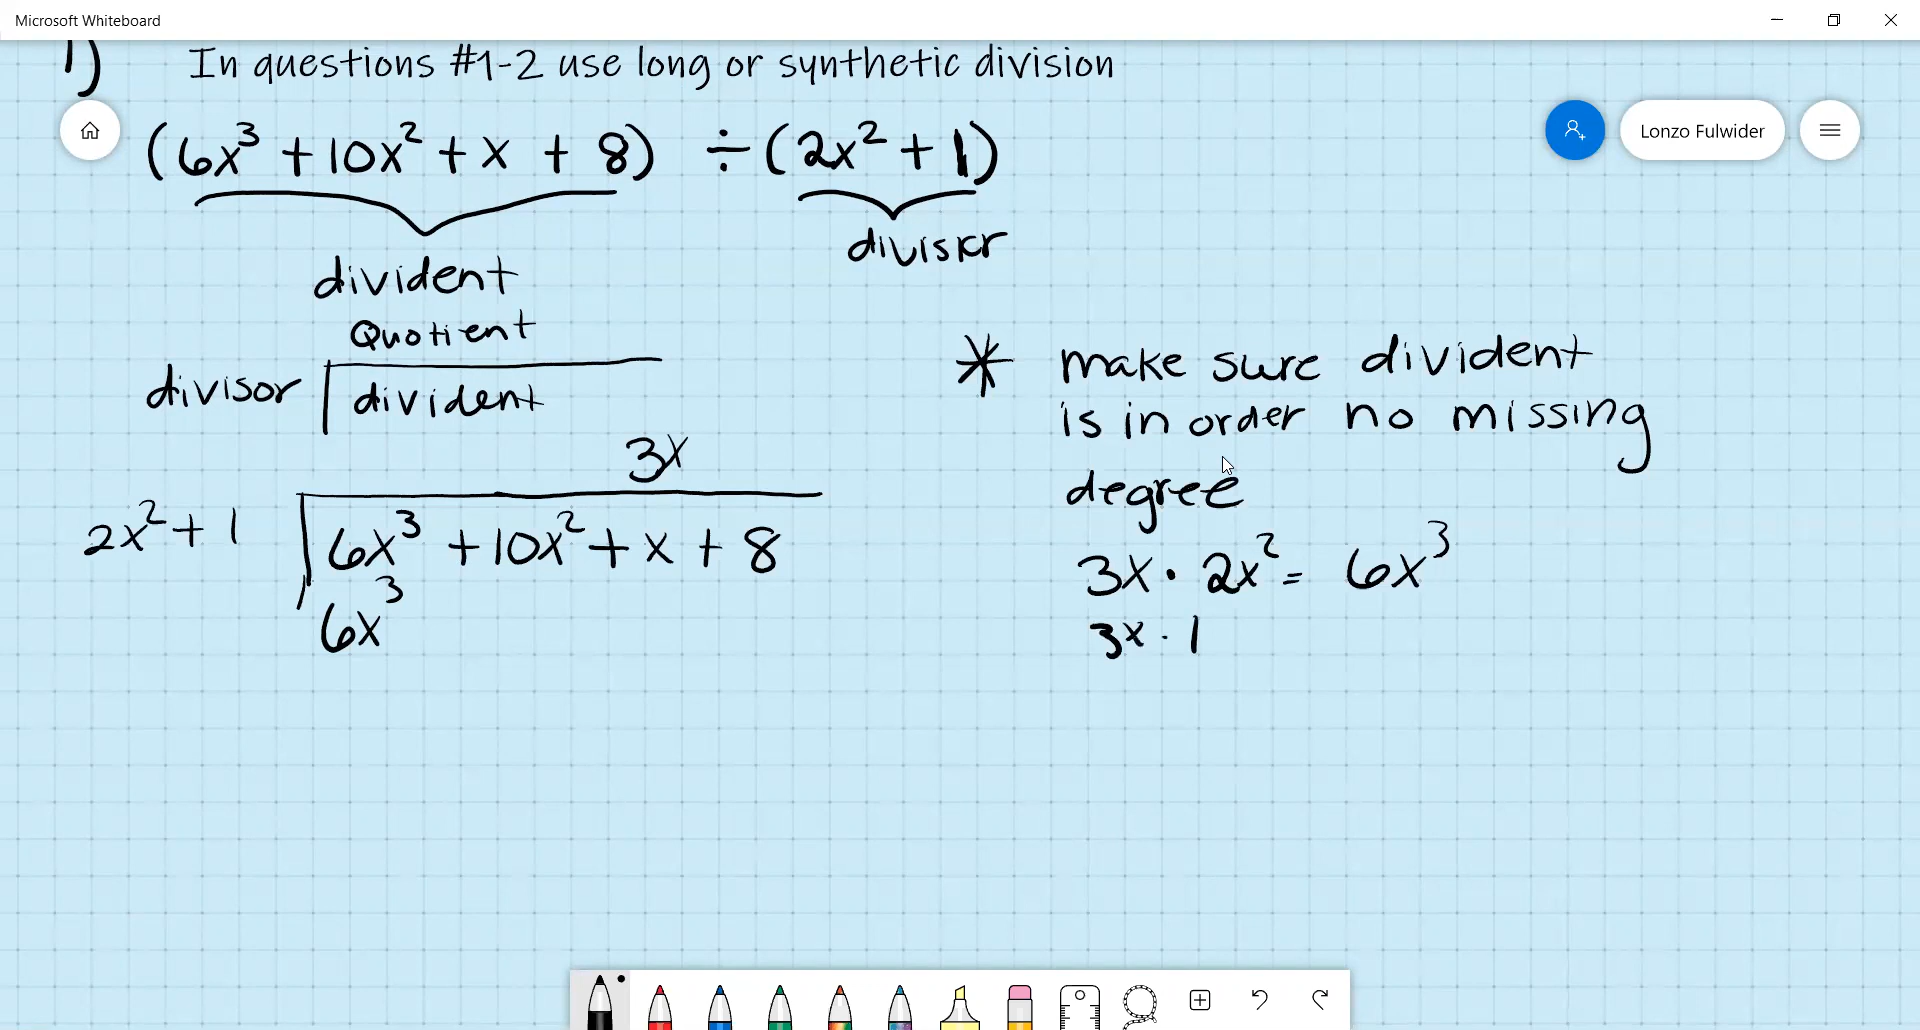 Microsoft Whiteboard
1) In questions #1-2 use long or synthetic division
(6x³ + 10x² + x + 8) ÷ (2x² + 1)
divident
divisor
Quotient
divisor divident
* make sure divident
is in order no missing
degree
3x
2x² + 1 6x³ + 10x² + x + 8
6x³
3x · 2x² = 6x³
3x · 1
Lonzo Fulwider